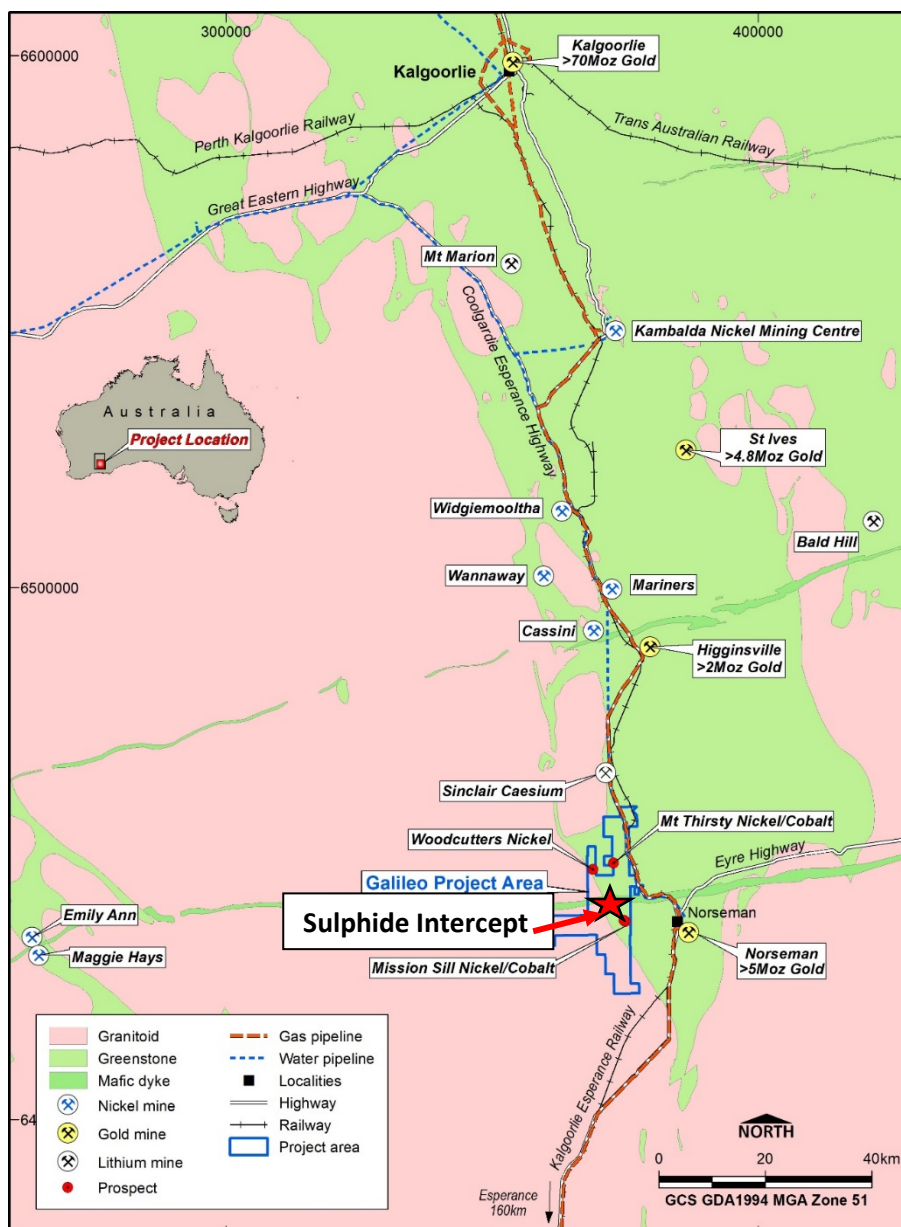 300000
400000
6600000
Kalgoorlie
>70Moz Gold
Kalgoorlie
Perth Kalgoorlie Railway
Trans Australian Railway
Great Eastern Highway
Mt Marion
Coolgardie Esperance Highway
Kambalda Nickel Mining Centre
Australia
Project Location
St Ives
>4.8Moz Gold
Widgiemooltha
Bald Hill
Wannaway
6500000
Mariners
Cassini
Higginsville
>2Moz Gold
Sinclair Caesium
Mt Thirsty Nickel/Cobalt
Woodcutters Nickel
Eyre Highway
Galileo Project Area
Emily Ann
Sulphide Intercept
Norseman
Maggie Hays
Mission Sill Nickel/Cobalt
Norseman
>5Moz Gold
Kalgoorlie Esperance Railway
Granitoid
Greenstone
Mafic dyke
Nickel mine
Gold mine
Lithium mine
Prospect
Gas pipeline
Water pipeline
Localities
Highway
Railway
Project area
64
NORTH
0 20 40km
GCS GDA1994 MGA Zone 51
Esperance
160km